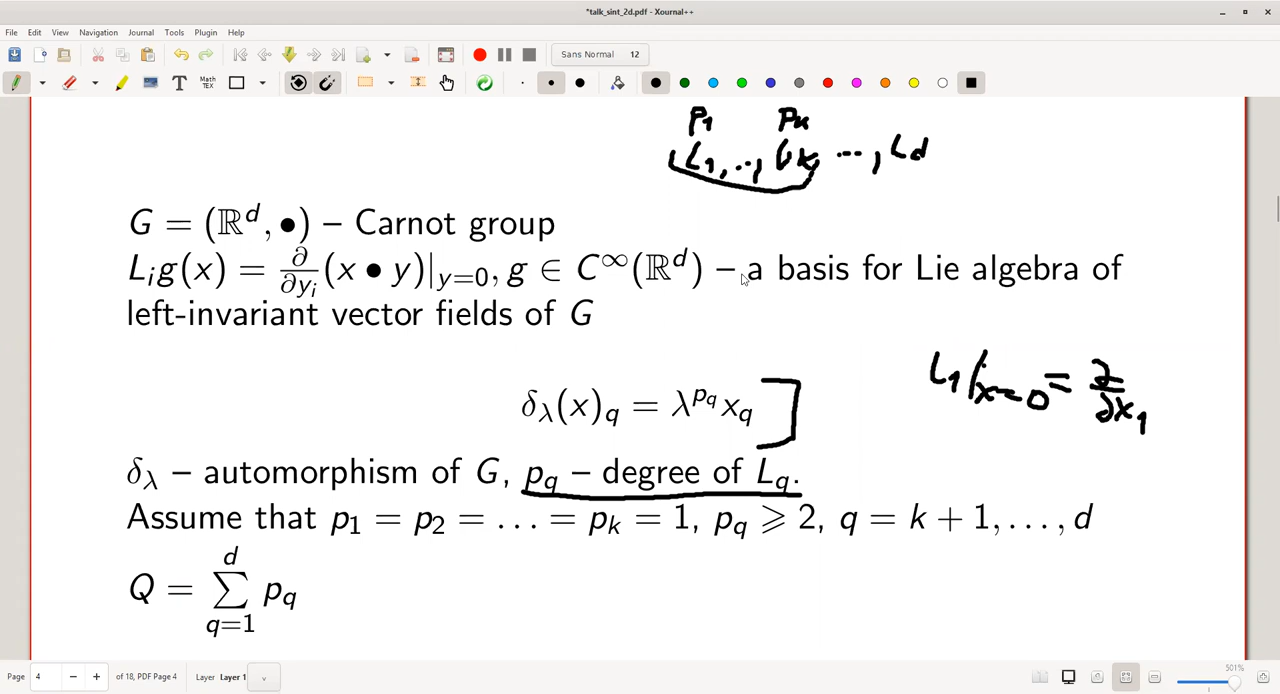 *talk_sint_2d.pdf - Xournal++
File Edit View Navigation Journal Tools Plugin Help
Sans Normal 12
p1 pk
L1, .., Lk, ..., Ld
G = (ℝ^d, •) – Carnot group
L_i g(x) = ∂/∂y_i (x • y)|_{y=0}, g ∈ C^∞(ℝ^d) – a basis for Lie algebra of
left-invariant vector fields of G
L1|x=0 = ∂/∂x1
δ_λ(x)_q = λ^{p_q} x_q
δ_λ – automorphism of G, p_q – degree of L_q.
Assume that p_1 = p_2 = … = p_k = 1, p_q ⩾ 2, q = k + 1, …, d
Q = ∑_{q=1}^{d} p_q
Page 4 of 18, PDF Page 4 Layer Layer 1 501%